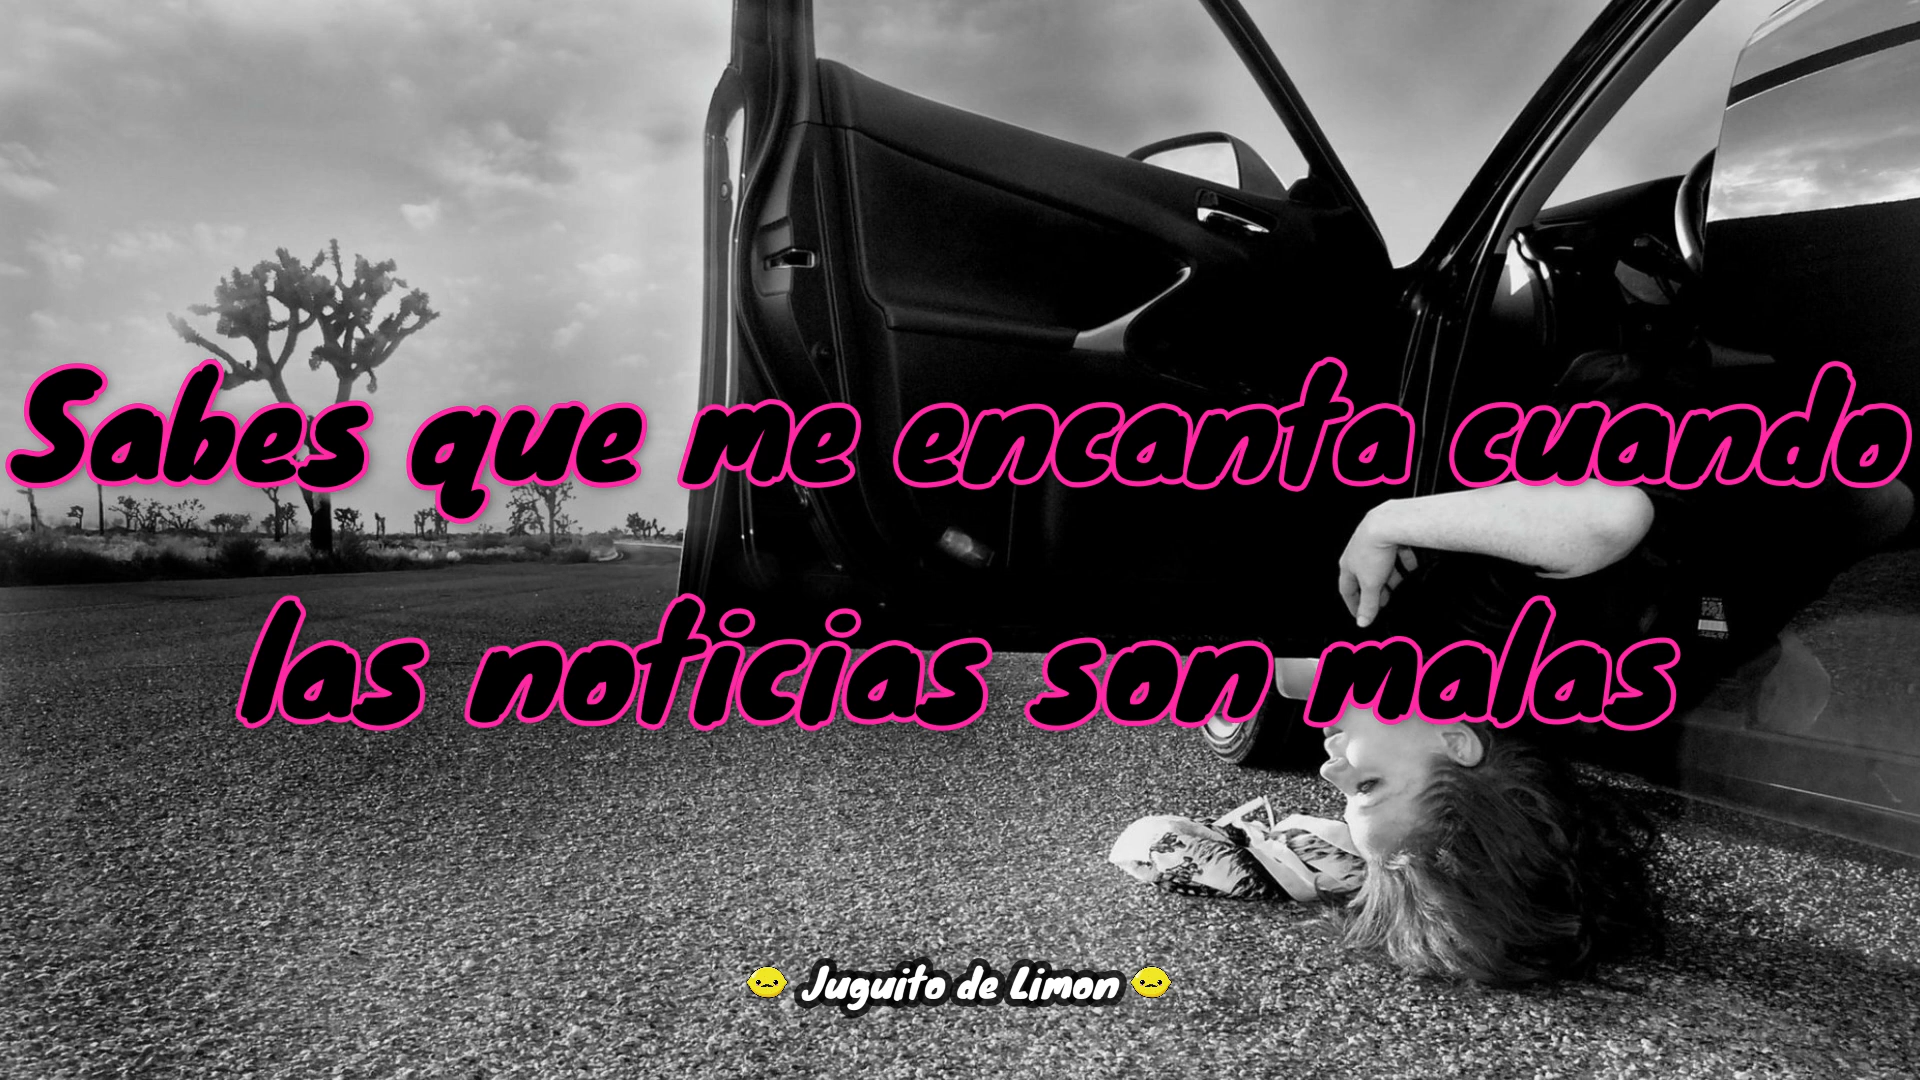 Sabes que me encanta cuando
las noticias son malas
Juguito de Limon